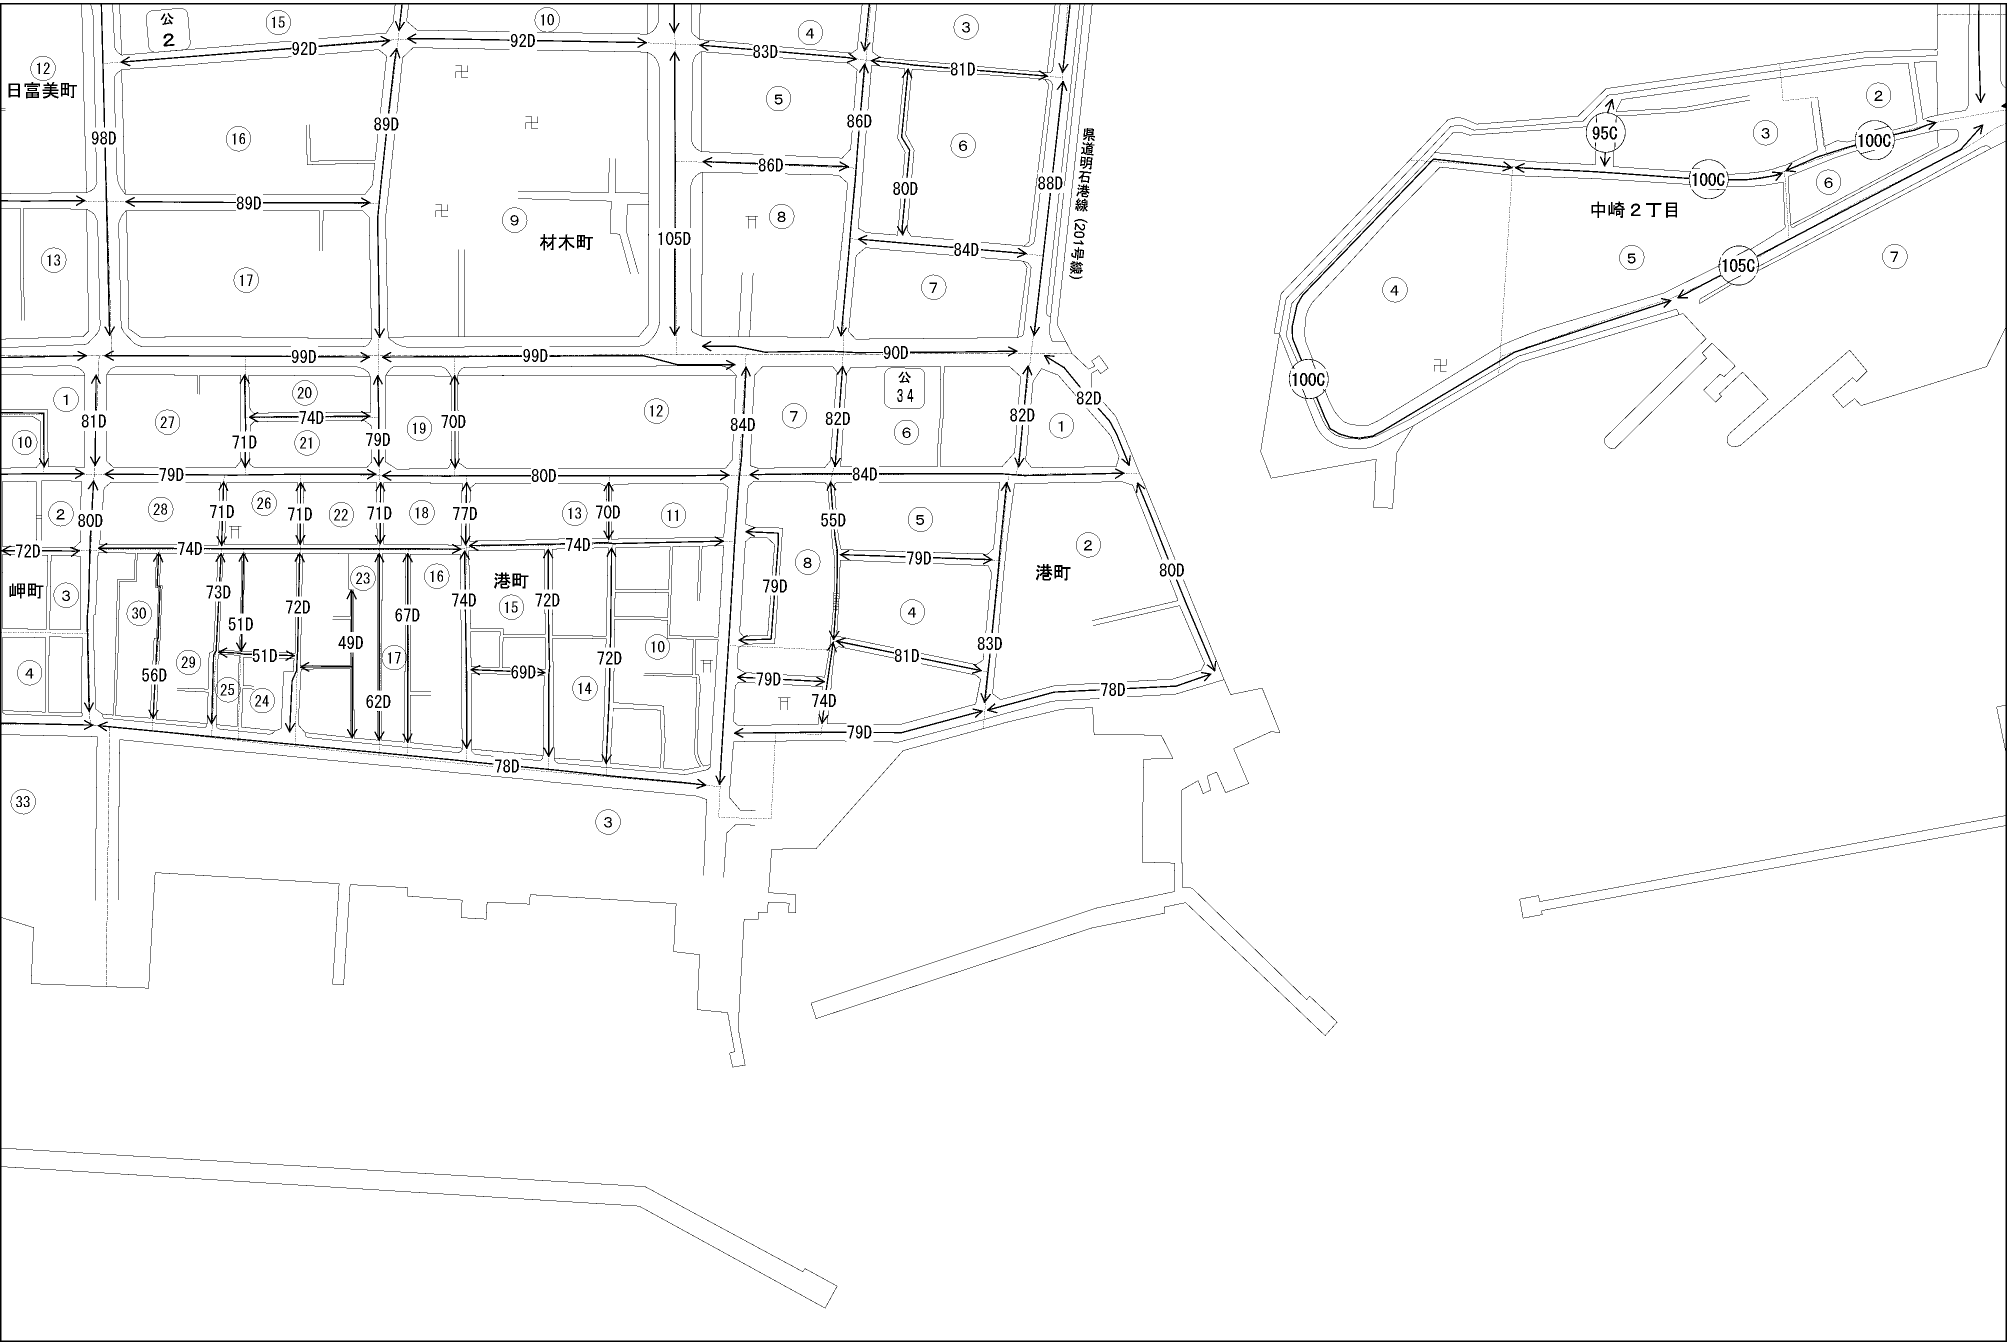 公
2
⑮
⑩
④
③
92D
92D
83D
81D
⑫
日富美町
②
⑤
98D
89D
86D
95C
③
100C
⑯
⑥
県道明石港線（201号線）
86D
80D
88D
100C
⑥
89D
⑨
⑧
中崎２丁目
材木町
105D
⑬
84D
⑤
105C
⑦
⑰
⑦
④
99D
99D
90D
公
34
100C
①
⑳
82D
74D
⑫
⑦
81D
㉗
⑲
70D
84D
82D
⑥
82D
①
⑩
71D
㉑
79D
79D
80D
84D
②
80D
㉘
71D
㉖
71D
㉒
71D
⑱
77D
⑬
70D
⑪
55D
⑤
72D
74D
74D
②
79D
⑧
港町
80D
岬町
③
㉚
73D
㉓
⑯
港町
79D
51D
72D
67D
74D
⑮
72D
④
49D
83D
⑩
51D
⑰
72D
81D
㉙
④
56D
69D
79D
㉕
㉔
62D
⑭
74D
78D
79D
78D
㉝
③